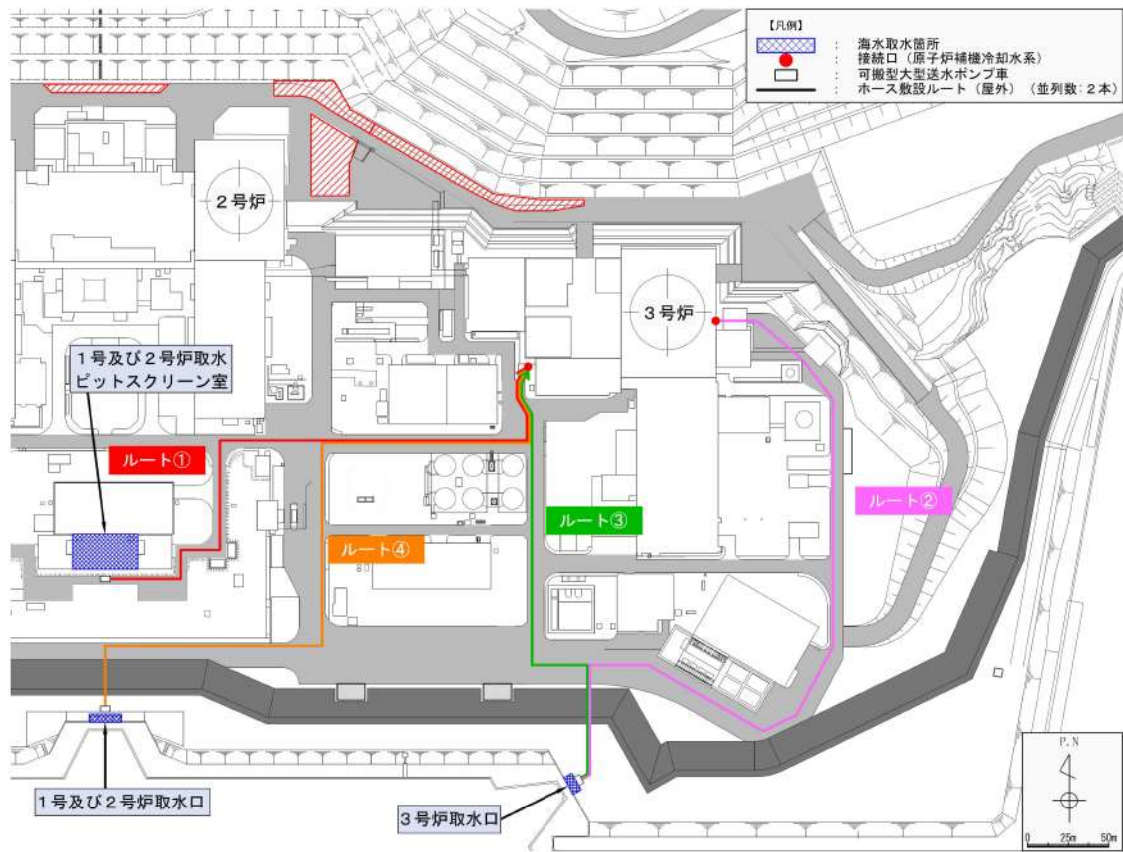 【凡例】
： 海水取水箇所
： 接続口（原子炉補機冷却水系）
： 可搬型大型送水ポンプ車
： ホース敷設ルート（屋外）（並列数：2本）
2号炉
3号炉
1号及び2号炉取水
ピットスクリーン室
ルート①
ルート②
ルート③
ルート④
1号及び2号炉取水口
3号炉取水口
P.N
0 25m 50m